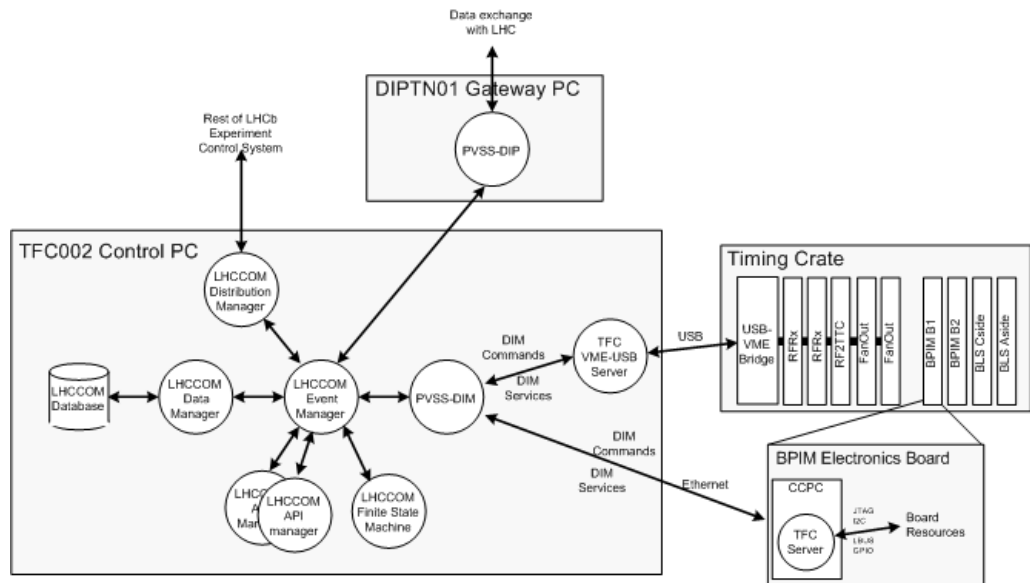 Data exchange
with LHC
DIPTN01 Gateway PC
PVSS-DIP
Rest of LHCb
Experiment
Control System
TFC002 Control PC
LHCCOM
Distribution
Manager
LHCCOM
Database
LHCCOM
Data
Manager
LHCCOM
Event
Manager
PVSS-DIM
DIM
Commands
DIM
Services
TFC
VME-USB
Server
USB
LHCCOM
API
manager
LHCCOM
Finite State
Machine
DIM
Commands
DIM
Services
Ethernet
Timing Crate
USB-
VME
Bridge
RFRx
RFRx
RF2TTC
FanOut
FanOut
BPIM B1
BPIM B2
BLS Cside
BLS Aside
BPIM Electronics Board
CCPC
TFC
Server
JTAG
I2C
LBUS
GPIO
Board
Resources